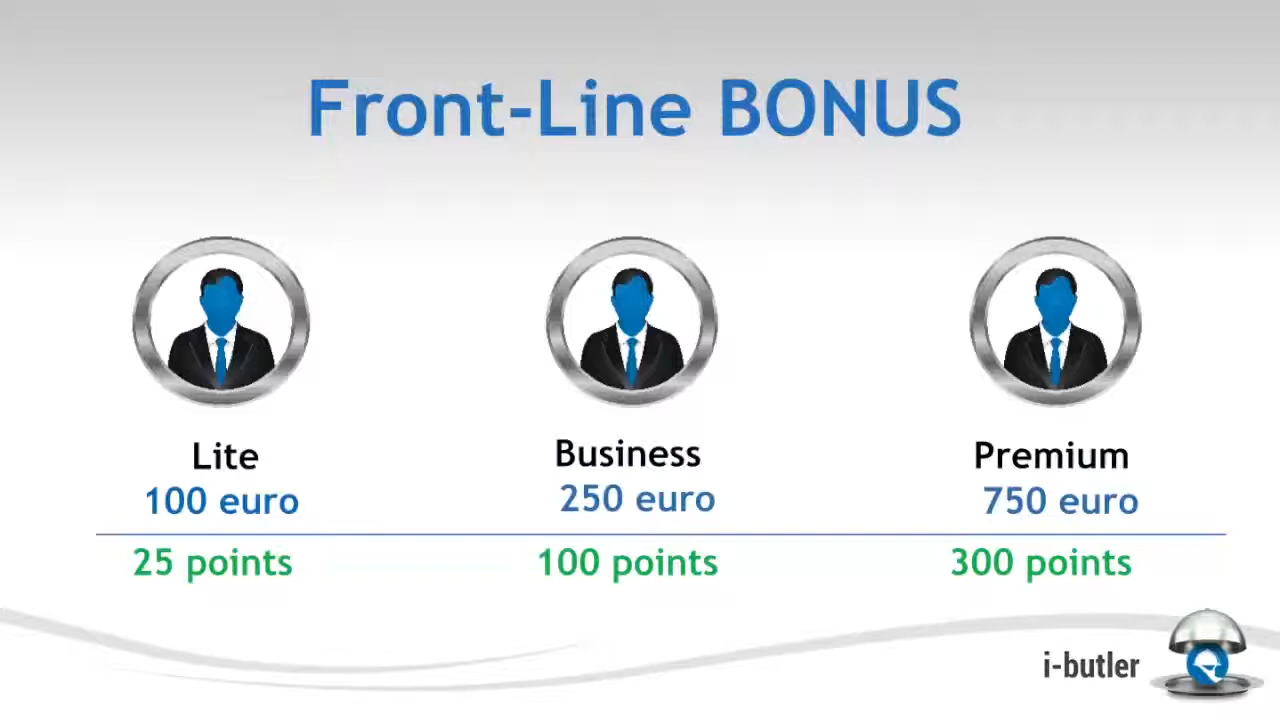 Front-Line BONUS
Lite
100 euro
25 points
Business
250 euro
100 points
Premium
750 euro
300 points
i-butler